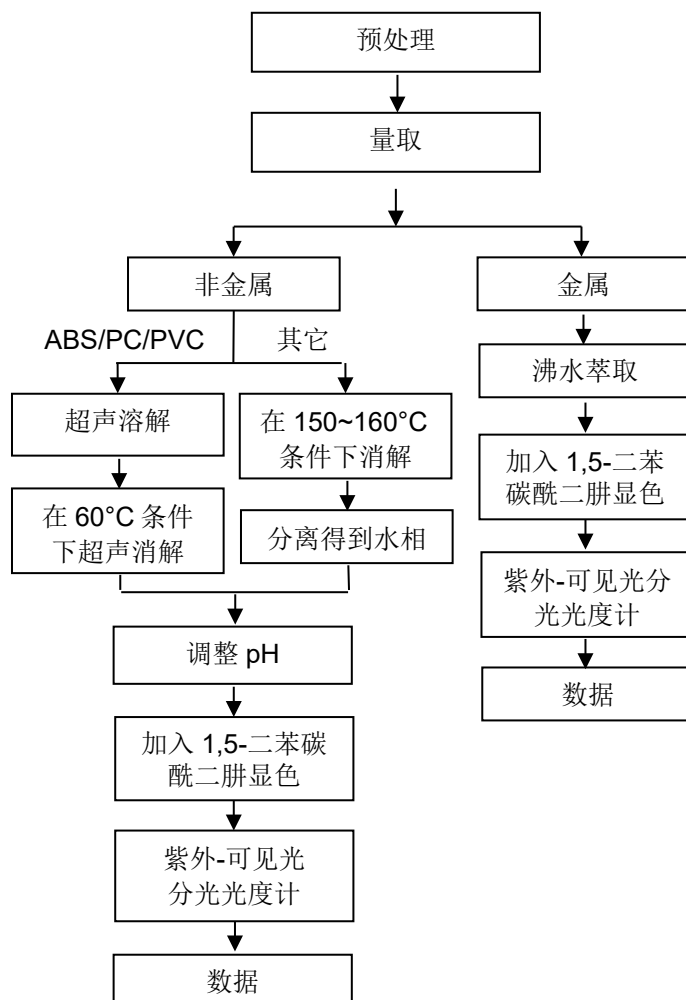 预处理
量取
非金属
金属
ABS/PC/PVC
其它
沸水萃取
超声溶解
在 150~160°C
条件下消解
加入 1,5-二苯
碳酰二肼显色
在 60°C 条件
下超声消解
分离得到水相
紫外-可见光分
光光度计
调整 pH
数据
加入 1,5-二苯碳
酰二肼显色
紫外-可见光
分光光度计
数据